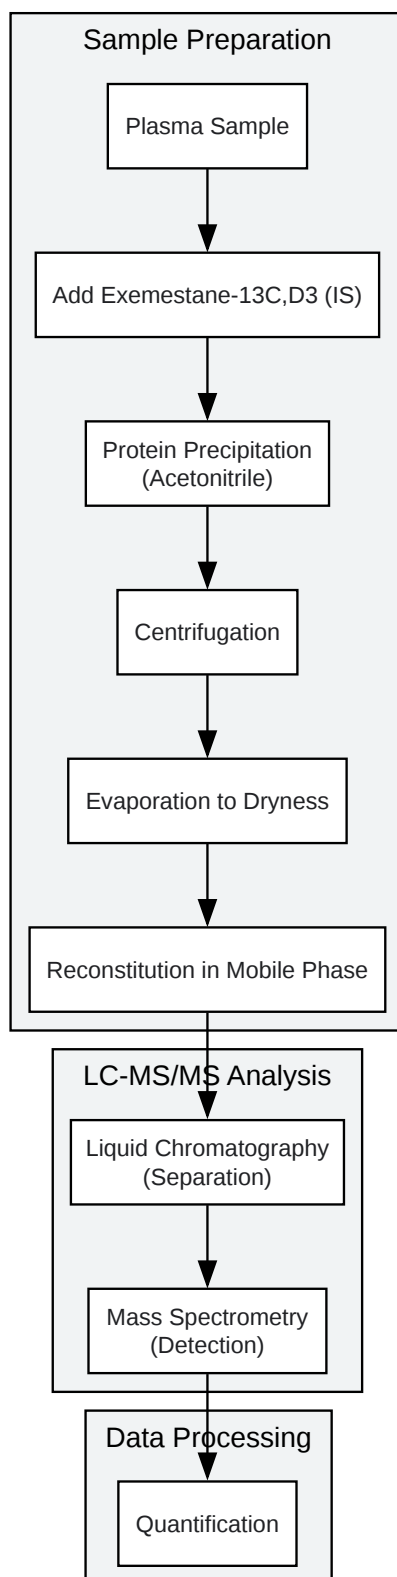 Sample Preparation
Plasma Sample
Add Exemestane-13C,D3 (IS)
Protein Precipitation
(Acetonitrile)
Centrifugation
Evaporation to Dryness
Reconstitution in Mobile Phase
LC-MS/MS Analysis
Liquid Chromatography
(Separation)
Mass Spectrometry
(Detection)
Data Processing
Quantification